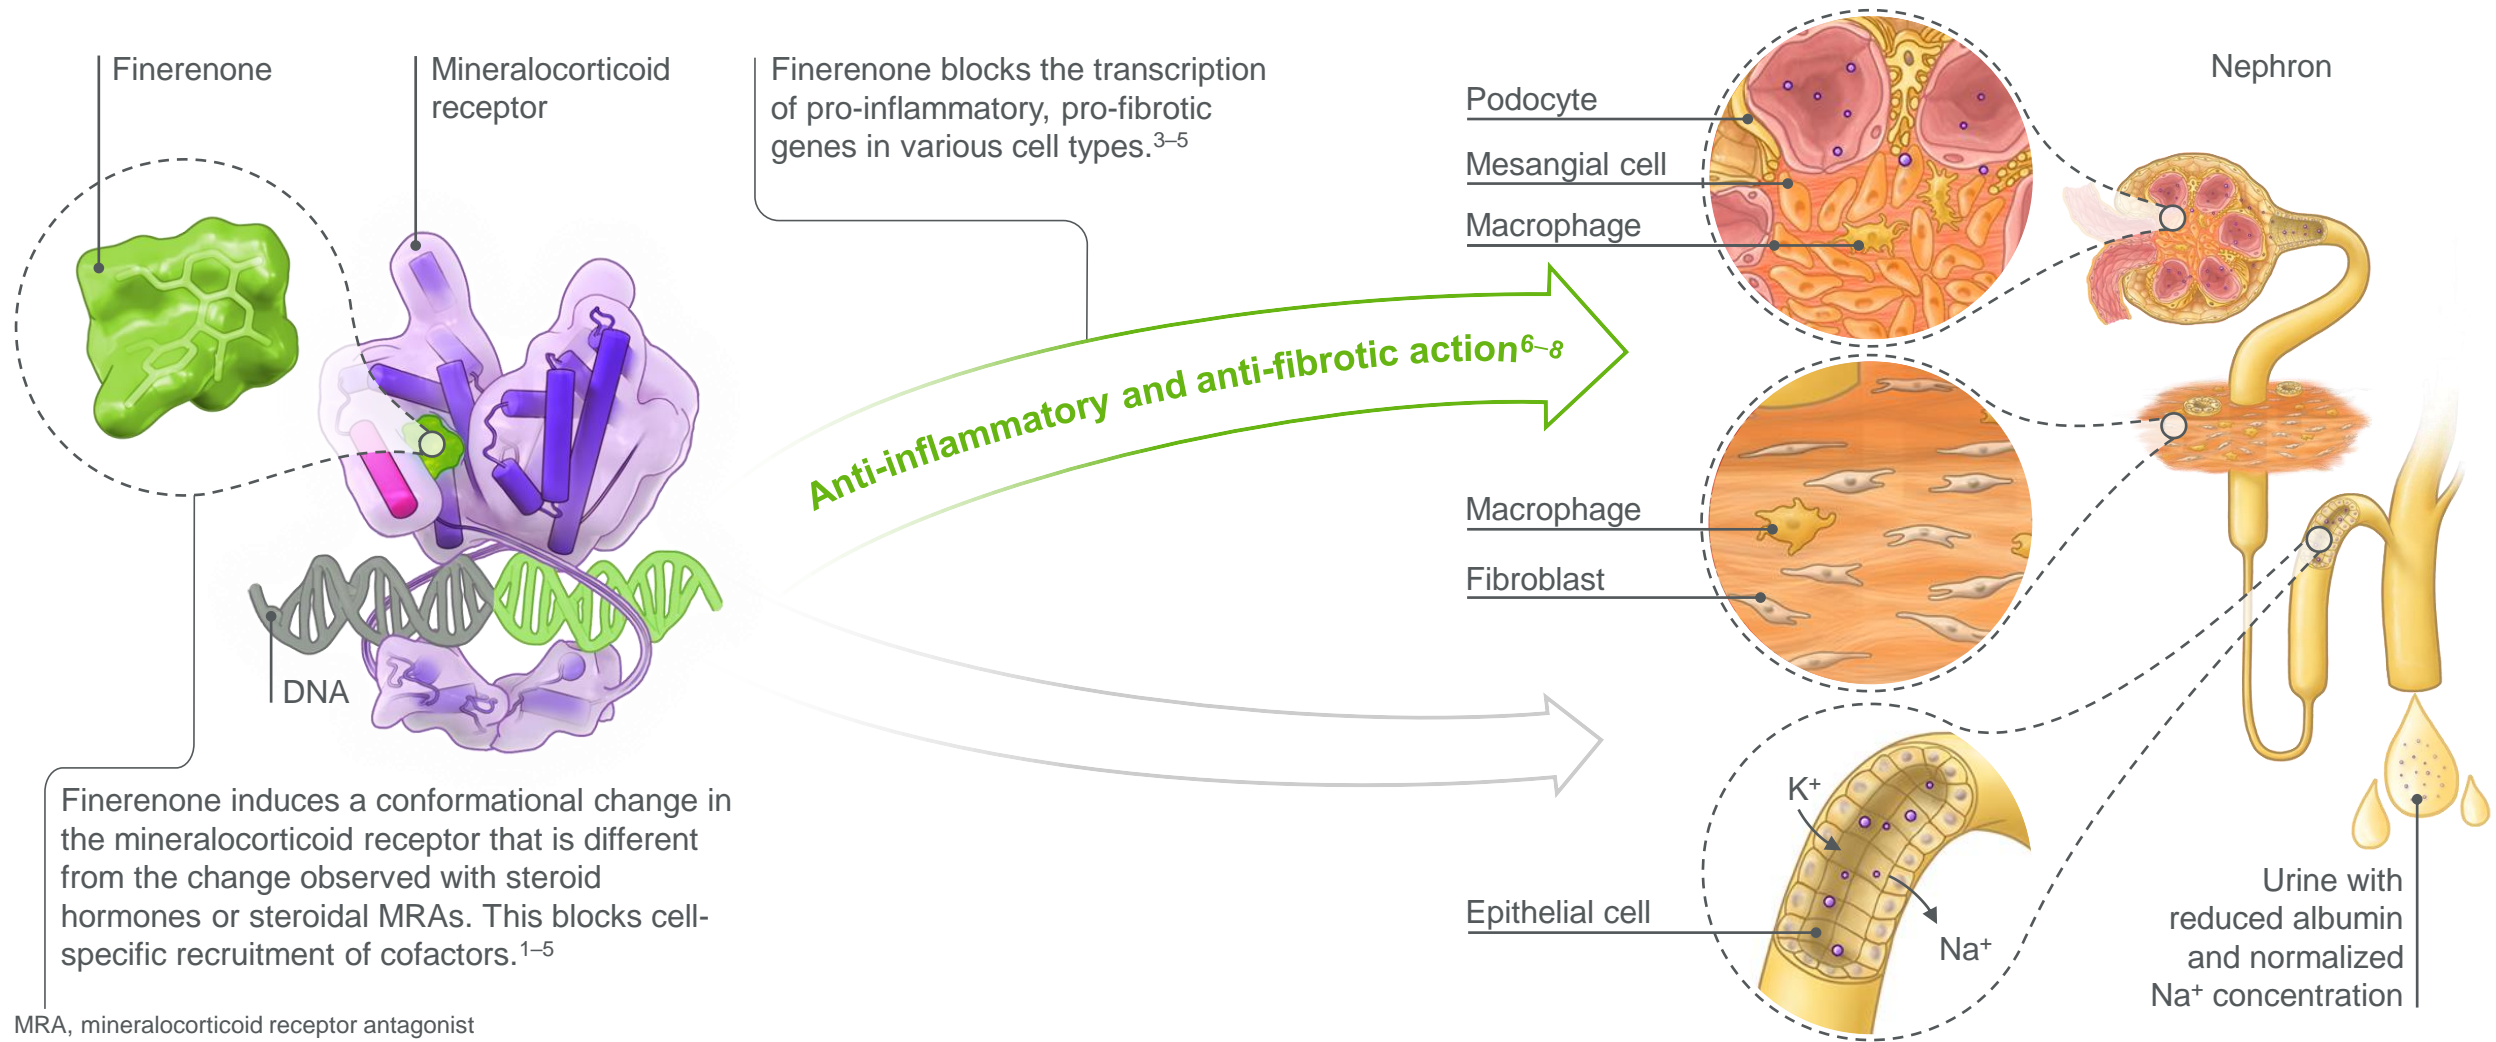 Finerenone
Mineralocorticoid
receptor
Finerenone blocks the transcription
of pro-inflammatory, pro-fibrotic
genes in various cell types.³⁻⁵
Podocyte
Mesangial cell
Macrophage
Nephron
Anti-inflammatory and anti-fibrotic action⁶⁻⁸
Macrophage
Fibroblast
DNA
Finerenone induces a conformational change in
the mineralocorticoid receptor that is different
from the change observed with steroid
hormones or steroidal MRAs. This blocks cell-
specific recruitment of cofactors.¹⁻⁵
K⁺
Epithelial cell
Na⁺
Urine with
reduced albumin
and normalized
Na⁺ concentration
MRA, mineralocorticoid receptor antagonist